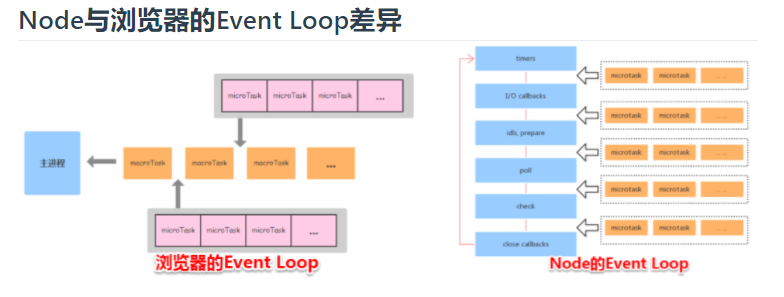 Node与浏览器的Event Loop差异
microTask microTask microTask ...
主进程 macroTask macroTask macroTask ...
microTask microTask microTask ...
浏览器的Event Loop
timers
microtask microtask ......
I/O callbacks
microtask microtask ......
idls, prepare
microtask microtask ......
poll
microtask microtask ......
check
microtask microtask ......
close callbacks
Node的Event Loop